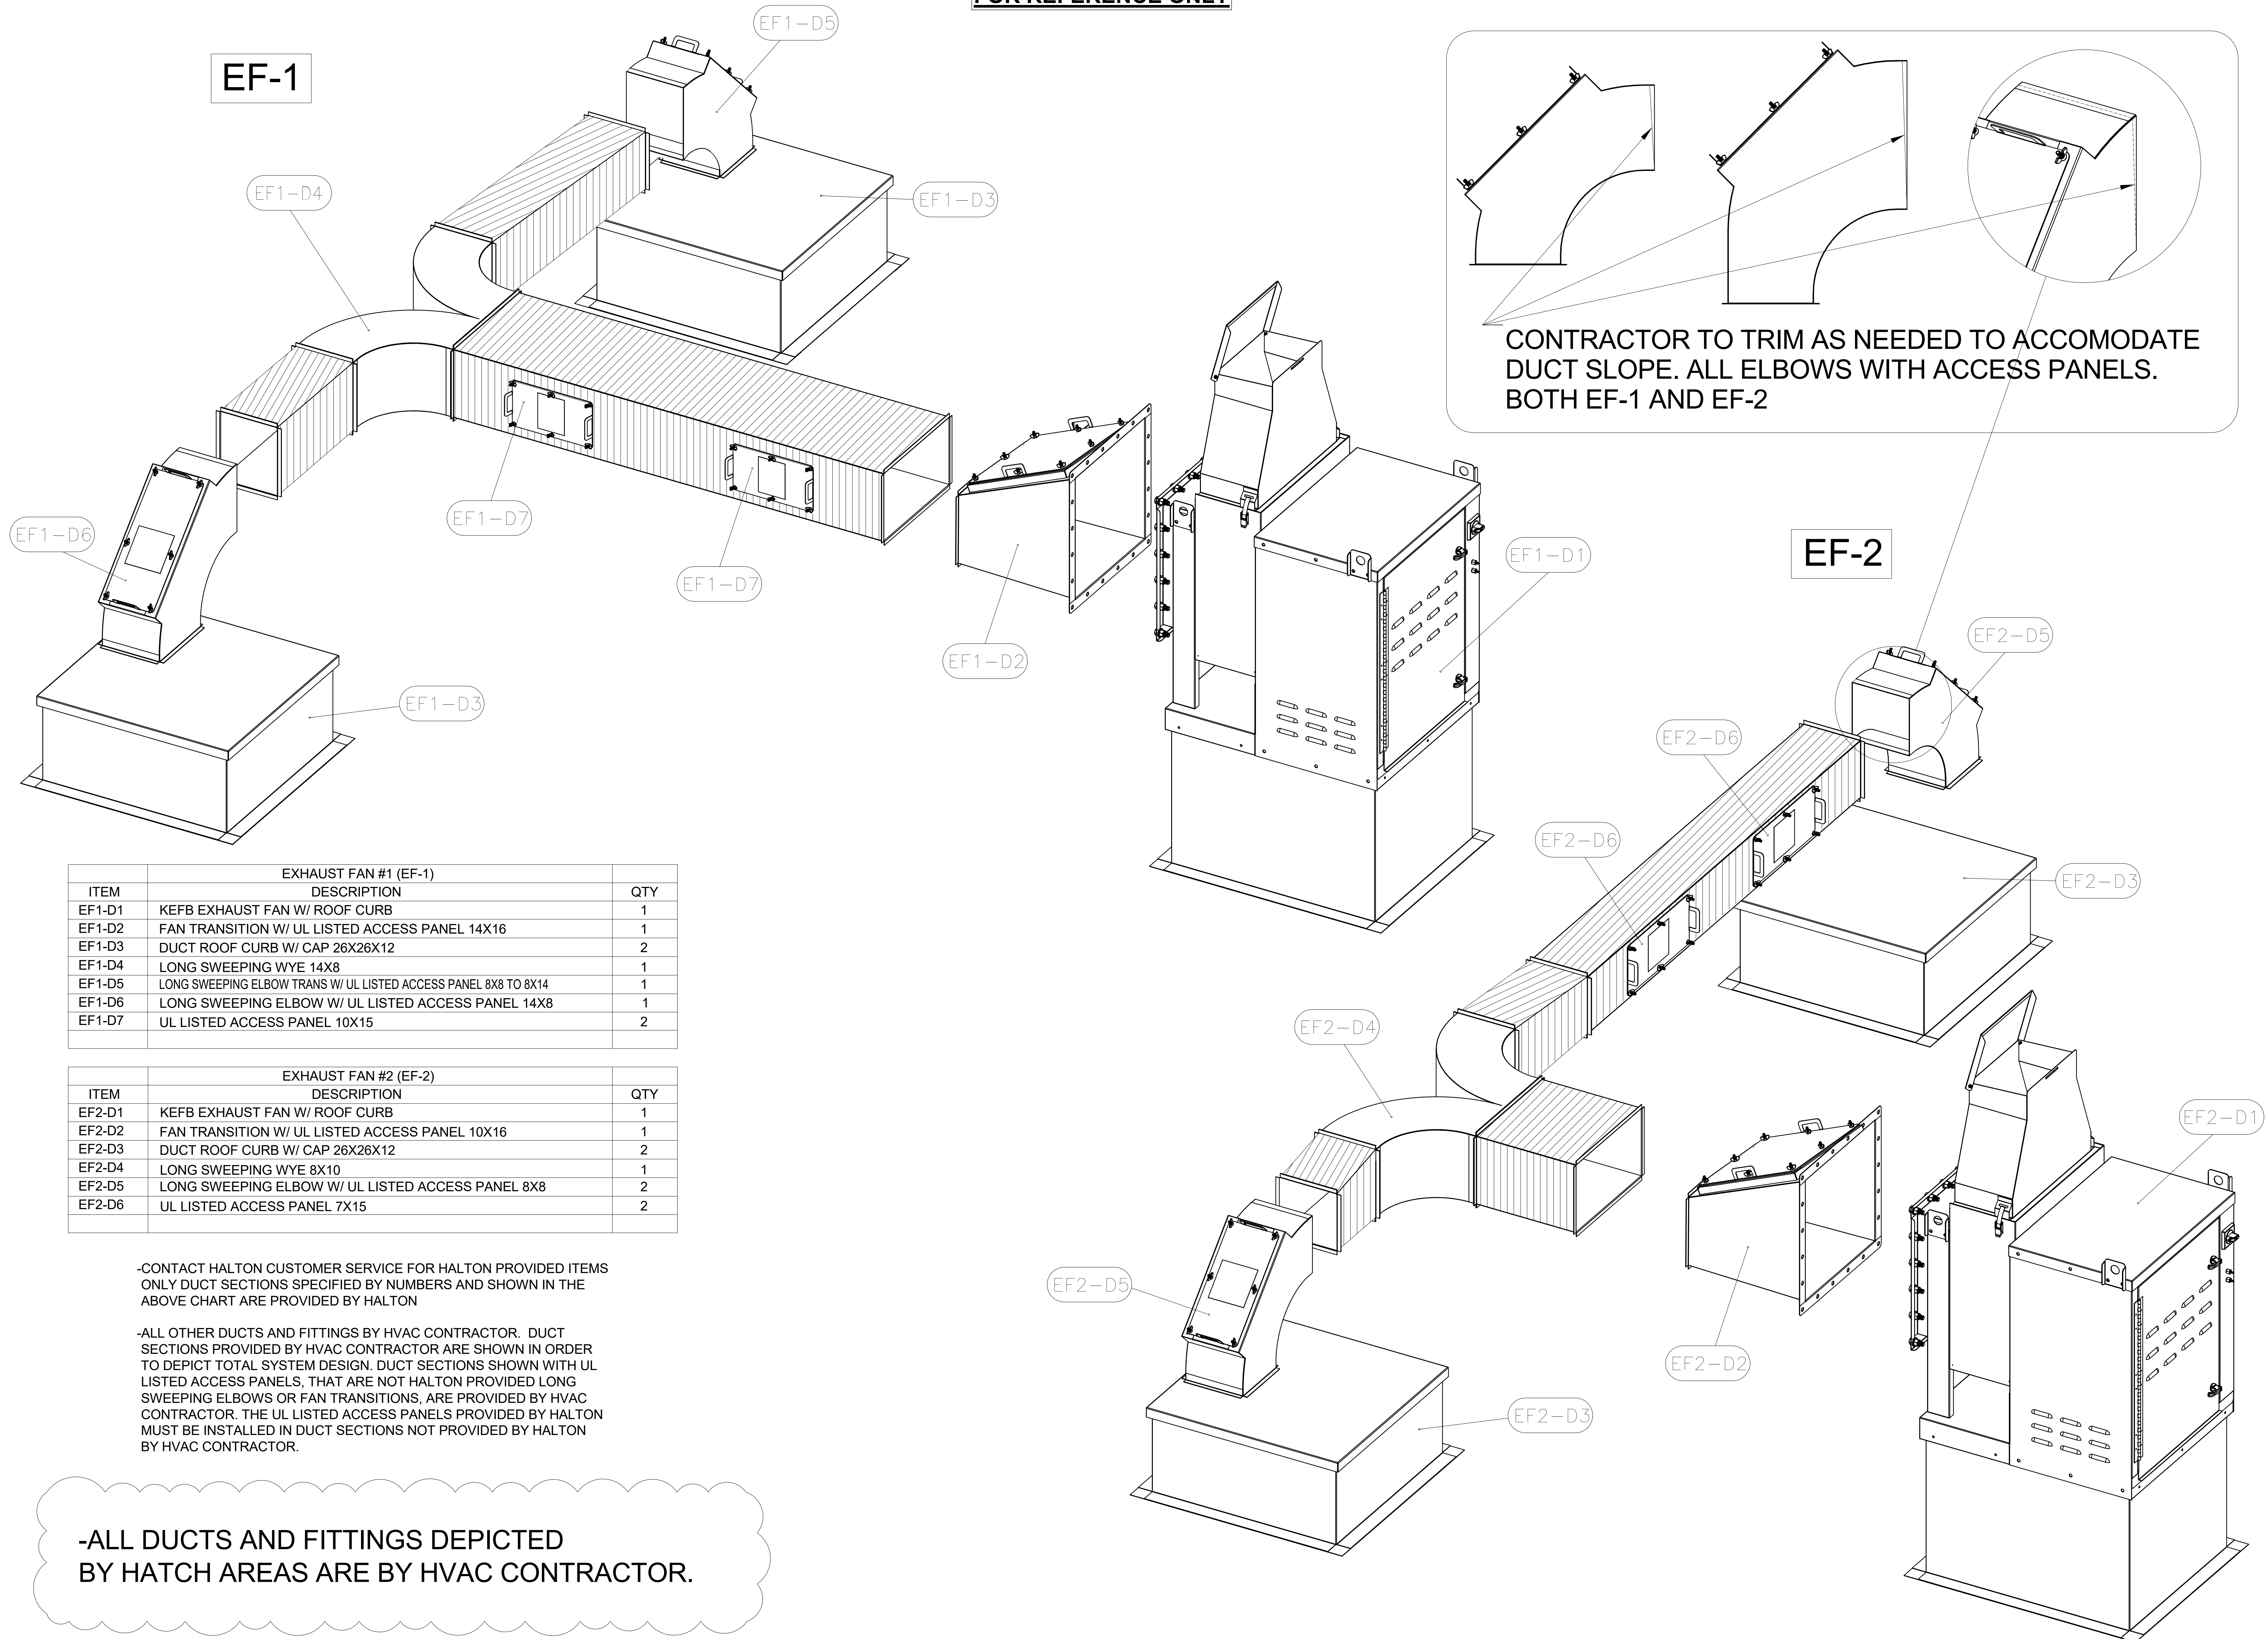 FOR REFERENCE ONLY
EF-1
EF1-D5
EF1-D4
EF1-D3
EF1-D6
EF1-D7
EF1-D7
EF1-D2
EF1-D1
EF1-D3
CONTRACTOR TO TRIM AS NEEDED TO ACCOMODATE
DUCT SLOPE. ALL ELBOWS WITH ACCESS PANELS.
BOTH EF-1 AND EF-2
EF-2
EF2-D5
EF2-D6
EF2-D6
EF2-D3
EF2-D4
EF2-D1
EF2-D5
EF2-D2
EF2-D3
EXHAUST FAN #1 (EF-1)
ITEM DESCRIPTION QTY
EF1-D1 KEFB EXHAUST FAN W/ ROOF CURB 1
EF1-D2 FAN TRANSITION W/ UL LISTED ACCESS PANEL 14X16 1
EF1-D3 DUCT ROOF CURB W/ CAP 26X26X12 2
EF1-D4 LONG SWEEPING WYE 14X8 1
EF1-D5 LONG SWEEPING ELBOW TRANS W/ UL LISTED ACCESS PANEL 8X8 TO 8X14 1
EF1-D6 LONG SWEEPING ELBOW W/ UL LISTED ACCESS PANEL 14X8 1
EF1-D7 UL LISTED ACCESS PANEL 10X15 2
EXHAUST FAN #2 (EF-2)
ITEM DESCRIPTION QTY
EF2-D1 KEFB EXHAUST FAN W/ ROOF CURB 1
EF2-D2 FAN TRANSITION W/ UL LISTED ACCESS PANEL 10X16 1
EF2-D3 DUCT ROOF CURB W/ CAP 26X26X12 2
EF2-D4 LONG SWEEPING WYE 8X10 1
EF2-D5 LONG SWEEPING ELBOW W/ UL LISTED ACCESS PANEL 8X8 2
EF2-D6 UL LISTED ACCESS PANEL 7X15 2
-CONTACT HALTON CUSTOMER SERVICE FOR HALTON PROVIDED ITEMS
ONLY DUCT SECTIONS SPECIFIED BY NUMBERS AND SHOWN IN THE
ABOVE CHART ARE PROVIDED BY HALTON
-ALL OTHER DUCTS AND FITTINGS BY HVAC CONTRACTOR. DUCT
SECTIONS PROVIDED BY HVAC CONTRACTOR ARE SHOWN IN ORDER
TO DEPICT TOTAL SYSTEM DESIGN. DUCT SECTIONS SHOWN WITH UL
LISTED ACCESS PANELS, THAT ARE NOT HALTON PROVIDED LONG
SWEEPING ELBOWS OR FAN TRANSITIONS, ARE PROVIDED BY HVAC
CONTRACTOR. THE UL LISTED ACCESS PANELS PROVIDED BY HALTON
MUST BE INSTALLED IN DUCT SECTIONS NOT PROVIDED BY HALTON
BY HVAC CONTRACTOR.
-ALL DUCTS AND FITTINGS DEPICTED
BY HATCH AREAS ARE BY HVAC CONTRACTOR.